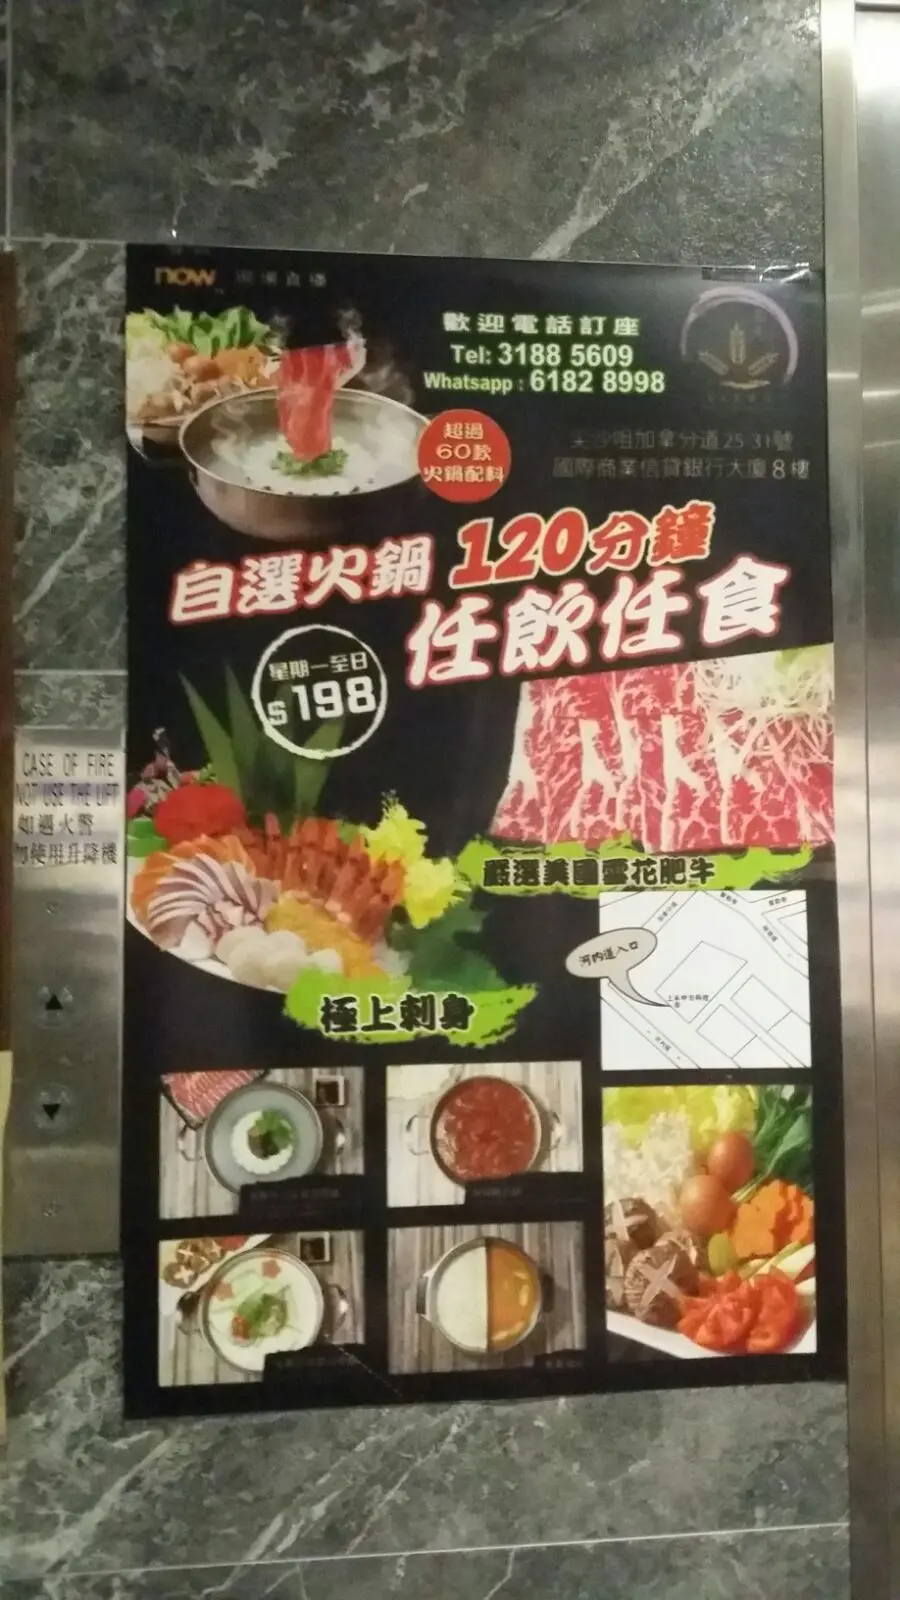 now 現場直播
歡迎電話訂座
Tel: 3188 5609
Whatsapp : 6182 8998
尖沙咀加拿分道25-31號
國際商業信貸銀行大廈8樓
超過
60款
火鍋配料
自選火鍋 120分鐘
任飲任食
星期一至日
$198
嚴選美國雪花肥牛
極上刺身
河內道入口
CASE OF FIRE
NOT USE THE LIFT
如遇火警
勿使用升降機